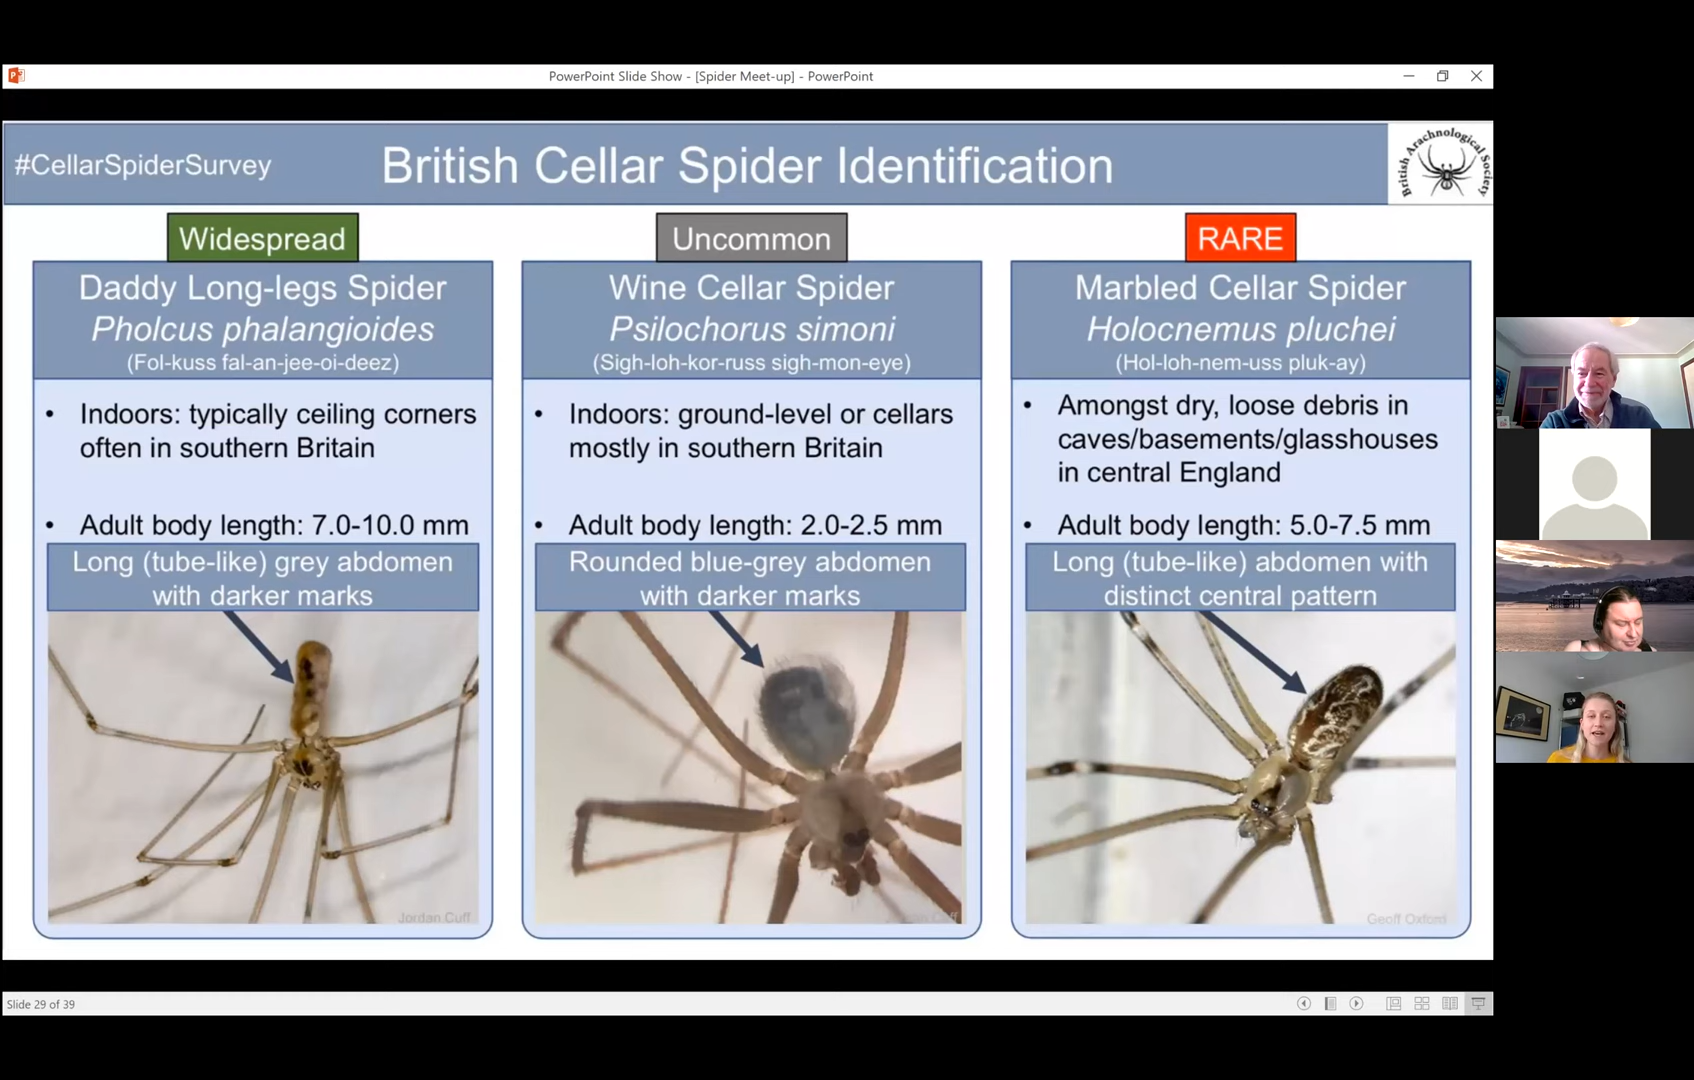 PowerPoint Slide Show - [Spider Meet-up] - PowerPoint
#CellarSpiderSurvey
British Cellar Spider Identification
British Arachnological Society
Widespread
Daddy Long-legs Spider
Pholcus phalangioides
(Fol-kuss fal-an-jee-oi-deez)
• Indoors: typically ceiling corners
often in southern Britain
• Adult body length: 7.0-10.0 mm
Long (tube-like) grey abdomen
with darker marks
Jordan Cuff
Uncommon
Wine Cellar Spider
Psilochorus simoni
(Sigh-loh-kor-russ sigh-mon-eye)
• Indoors: ground-level or cellars
mostly in southern Britain
• Adult body length: 2.0-2.5 mm
Rounded blue-grey abdomen
with darker marks
RARE
Marbled Cellar Spider
Holocnemus pluchei
(Hol-loh-nem-uss pluk-ay)
• Amongst dry, loose debris in
caves/basements/glasshouses
in central England
• Adult body length: 5.0-7.5 mm
Long (tube-like) abdomen with
distinct central pattern
Geoff Oxford
Slide 29 of 39